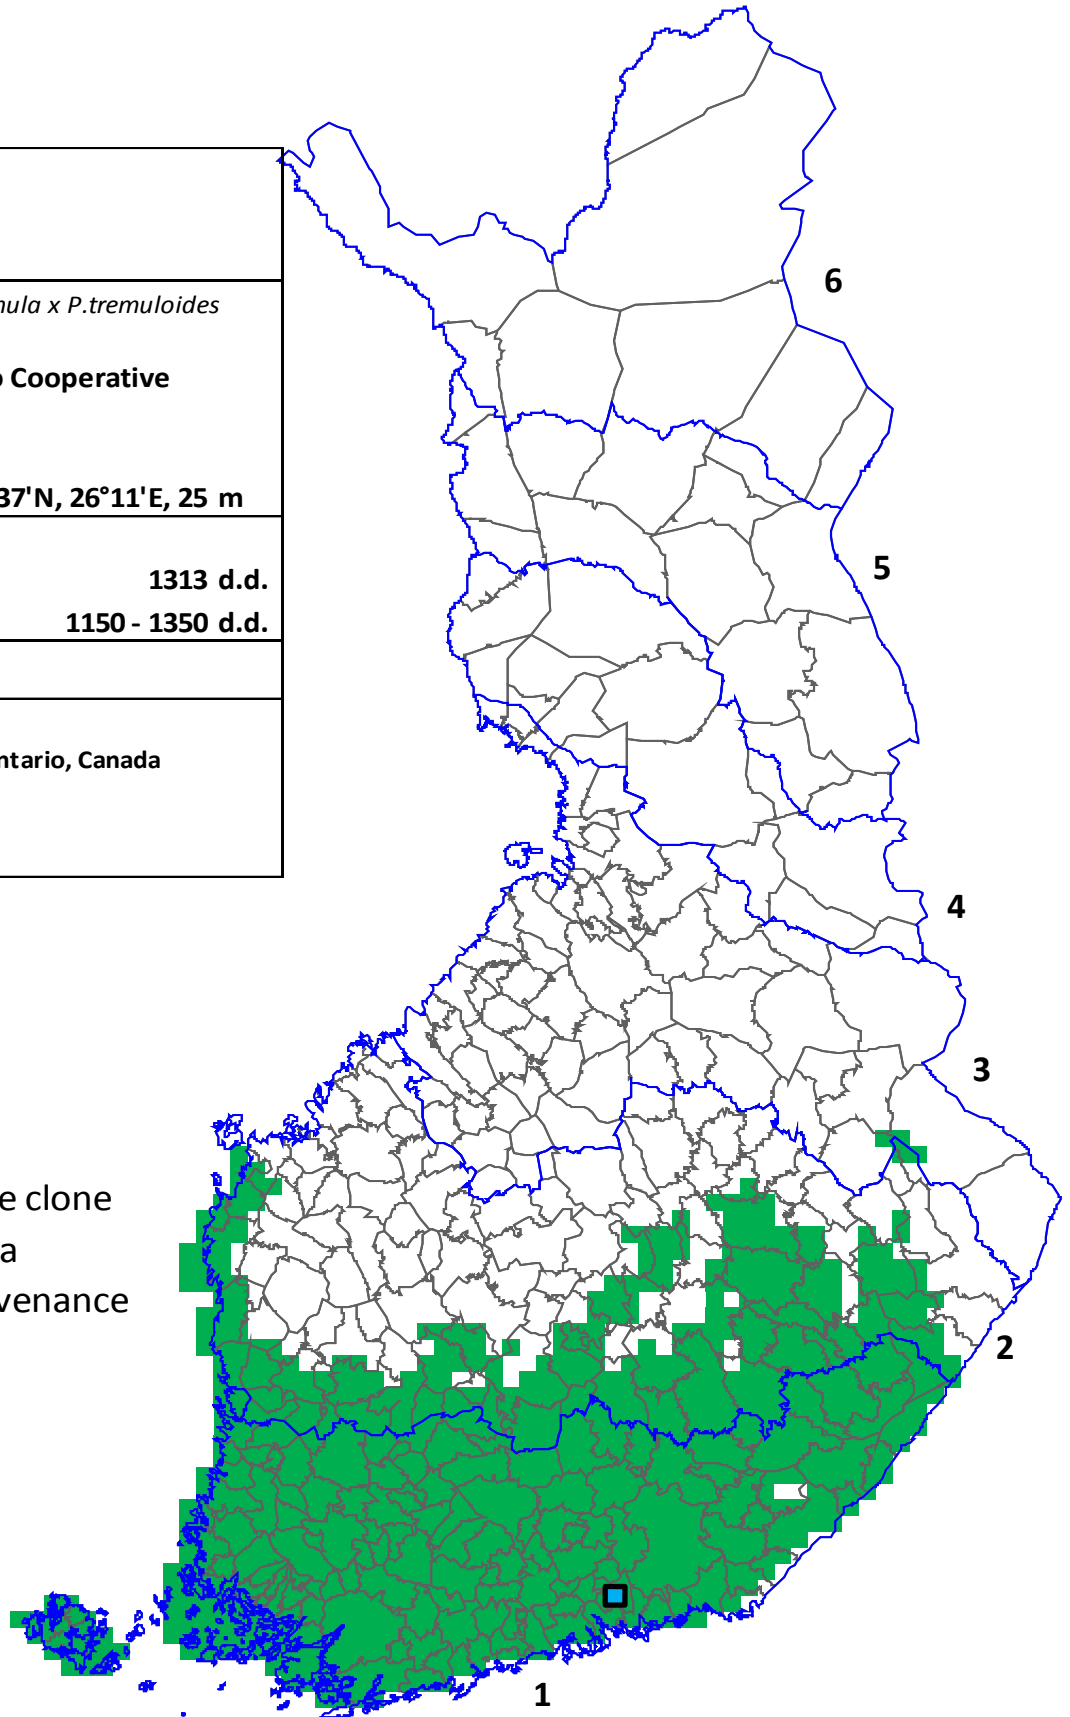 nula x P.tremuloides
o Cooperative
37'N, 26°11'E, 25 m
1313 d.d.
1150 - 1350 d.d.
ntario, Canada
6
5
4
3
e clone
a
venance
2
1